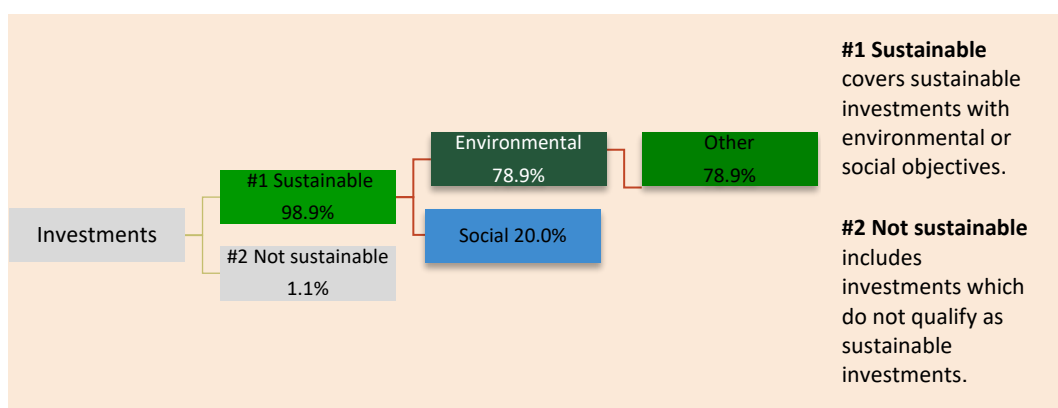 Investments
#1 Sustainable
98.9%
#2 Not sustainable
1.1%
Environmental
78.9%
Social 20.0%
Other
78.9%
#1 Sustainable
covers sustainable
investments with
environmental or
social objectives.
#2 Not sustainable
includes
investments which
do not qualify as
sustainable
investments.